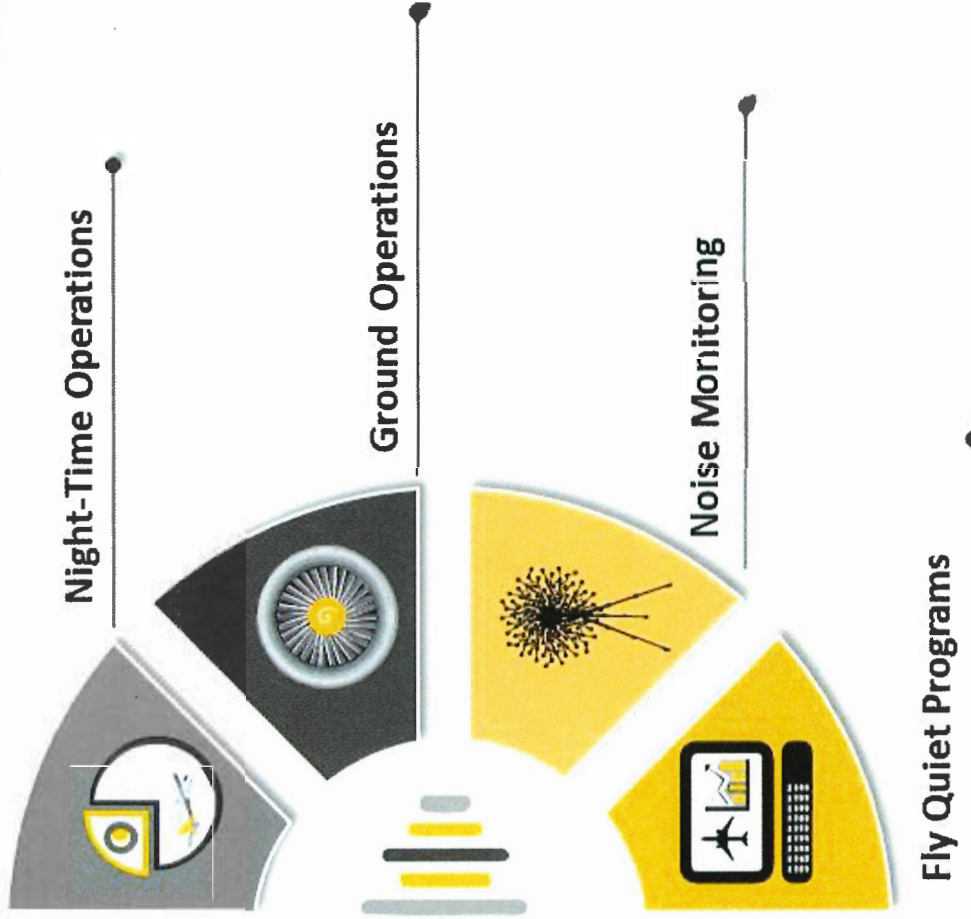 Night-Time Operations
Ground Operations
Noise Monitoring
Fly Quiet Programs